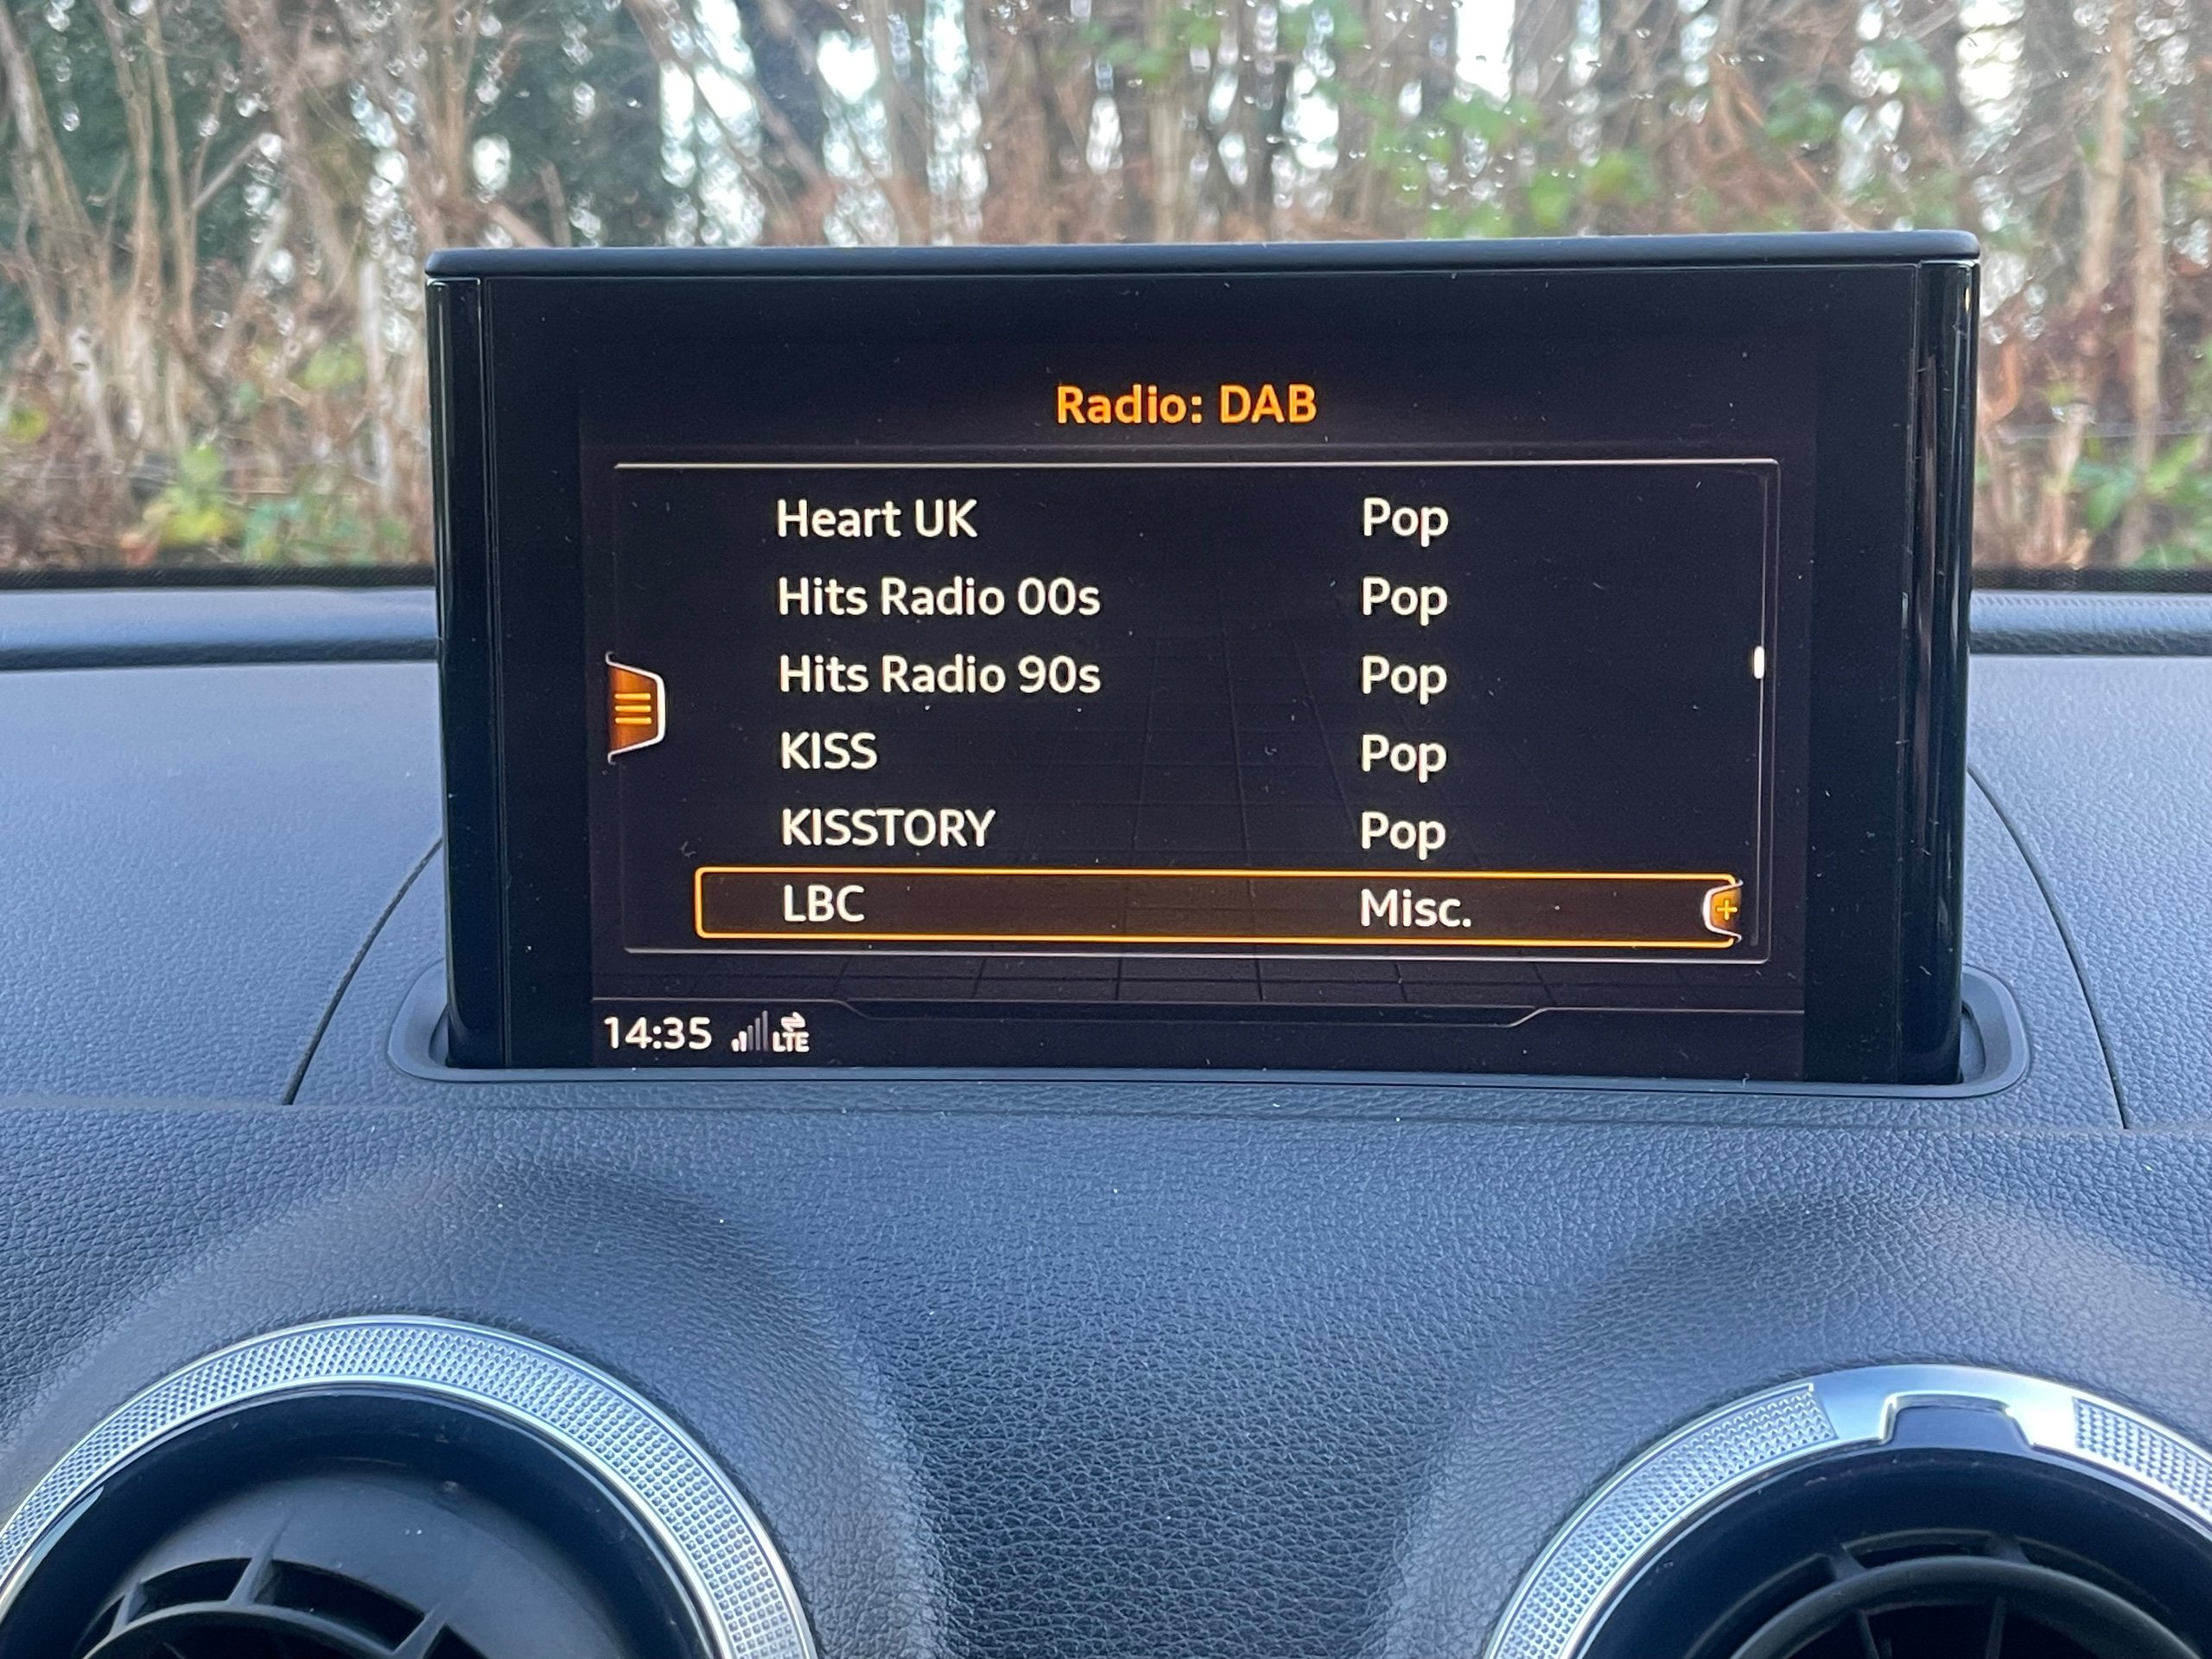 Radio: DAB
Heart UK Pop
Hits Radio 00s Pop
Hits Radio 90s Pop
KISS Pop
KISSTORY Pop
LBC Misc.
14:35 LTE